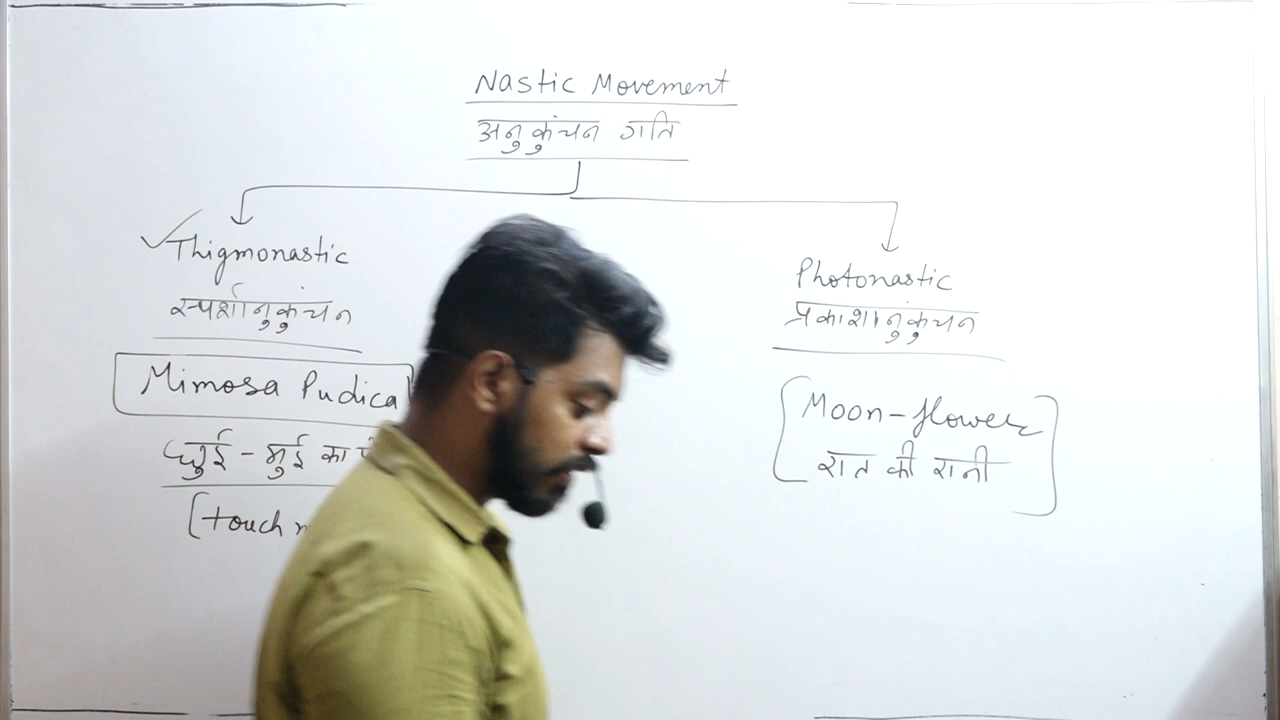 Nastic Movement
अनुकुंचन गति
Thigmonastic
स्पर्शानुकुंचन
Mimosa Pudica
छुई-मुई का
(touch
Photonastic
प्रकाशानुकुंचन
Moon-flower
रात की रानी